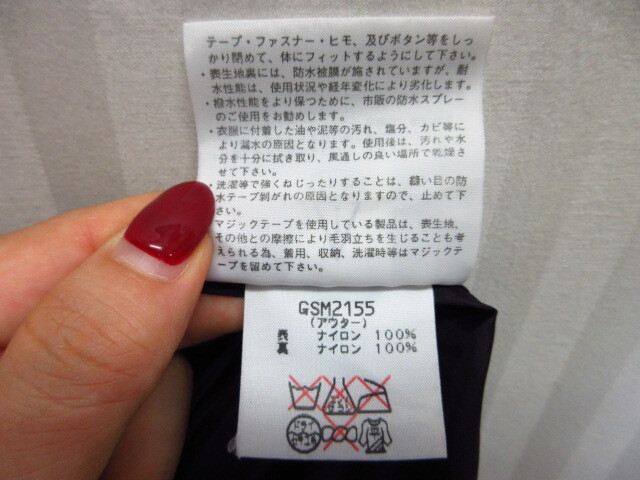 テープ・ファスナー・ヒモ、及びボタン等をしっ
かり閉めて、体にフィットするようにして下さい。
・表生地裏には、防水被膜が施されていますが、耐
水性能は、使用状況や経年変化により劣化します。
・撥水性能をより保つために、市販の防水スプレー
のご使用をお勧めします。
・衣服に付着した油や泥等の汚れ、塩分、カビ等に
より漏水の原因となります。使用後は、汚れや水
分を十分に拭き取り、風通しの良い場所で乾燥さ
せて下さい。
・洗濯等で強くねじったりすることは、縫い目の防
水テープ剥がれの原因となりますので、止めて下
さい。
マジックテープを使用している製品は、表生地、
その他との摩擦により毛羽立ちを生じることも考
えられる為、着用、収納、洗濯時等はマジックテ
ープを留めて下さい。
GSM2155
(アウター)
表 ナイロン 100%
裏 ナイロン 100%
エンソ サラシ
ドライ
セキユ系
平